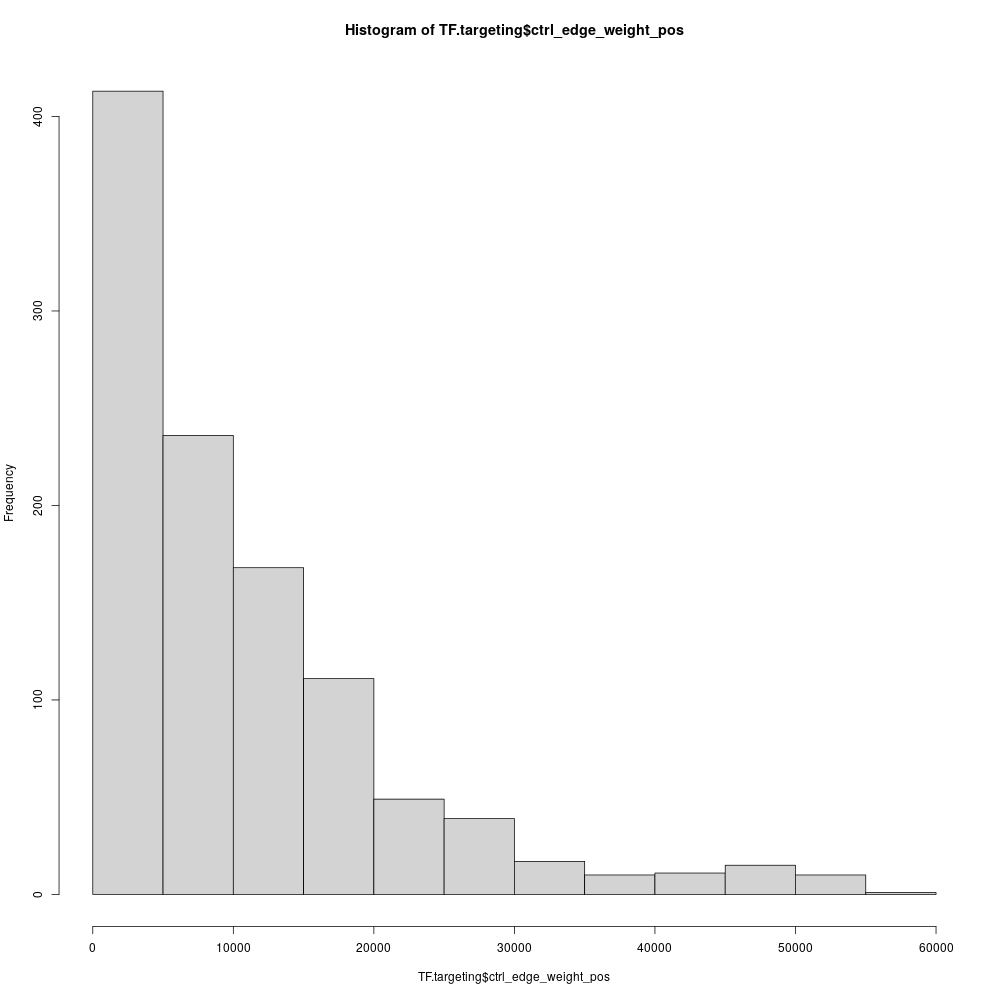 Histogram of TF.targeting$ctrl_edge_weight_pos
400
300
200
100
0
Frequency
0 10000 20000 30000 40000 50000 60000
TF.targeting$ctrl_edge_weight_pos